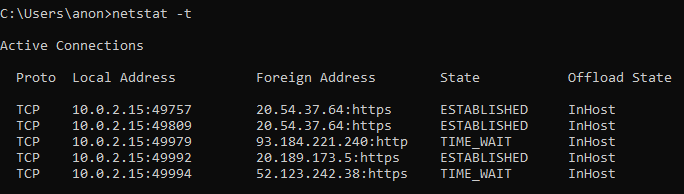 C:\Users\anon>netstat -t
Active Connections
Proto  Local Address          Foreign Address        State           Offload State
TCP    10.0.2.15:49757        20.54.37.64:https      ESTABLISHED     InHost
TCP    10.0.2.15:49809        20.54.37.64:https      ESTABLISHED     InHost
TCP    10.0.2.15:49979        93.184.221.240:http    TIME_WAIT       InHost
TCP    10.0.2.15:49992        20.189.173.5:https     ESTABLISHED     InHost
TCP    10.0.2.15:49994        52.123.242.38:https    TIME_WAIT       InHost